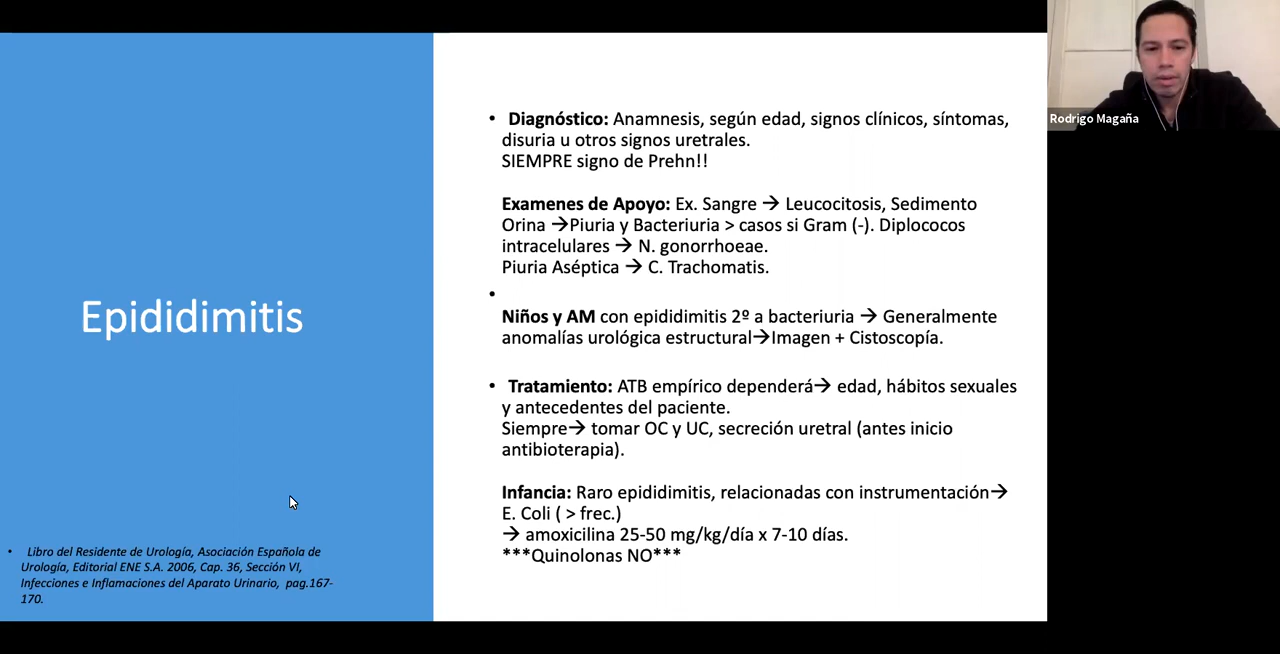 Epididimitis
• Libro del Residente de Urología, Asociación Española de
Urología, Editorial ENE S.A. 2006, Cap. 36, Sección VI,
Infecciones e Inflamaciones del Aparato Urinario, pag.167-
170.
• Diagnóstico: Anamnesis, según edad, signos clínicos, síntomas,
disuria u otros signos uretrales.
SIEMPRE signo de Prehn!!
Examenes de Apoyo: Ex. Sangre → Leucocitosis, Sedimento
Orina →Piuria y Bacteriuria > casos si Gram (-). Diplococos
intracelulares → N. gonorrhoeae.
Piuria Aséptica → C. Trachomatis.
•
Niños y AM con epididimitis 2º a bacteriuria → Generalmente
anomalías urológica estructural→Imagen + Cistoscopía.
• Tratamiento: ATB empírico dependerá→ edad, hábitos sexuales
y antecedentes del paciente.
Siempre→ tomar OC y UC, secreción uretral (antes inicio
antibioterapia).
Infancia: Raro epididimitis, relacionadas con instrumentación→
E. Coli ( > frec.)
→ amoxicilina 25-50 mg/kg/día x 7-10 días.
***Quinolonas NO***
Rodrigo Magaña